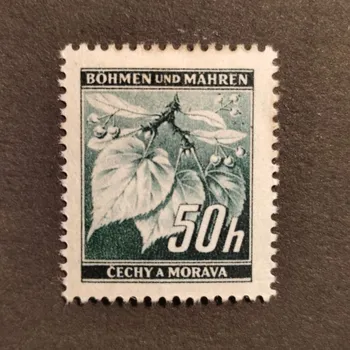 BÖHMEN UND MÄHREN
50h
ČECHY A MORAVA